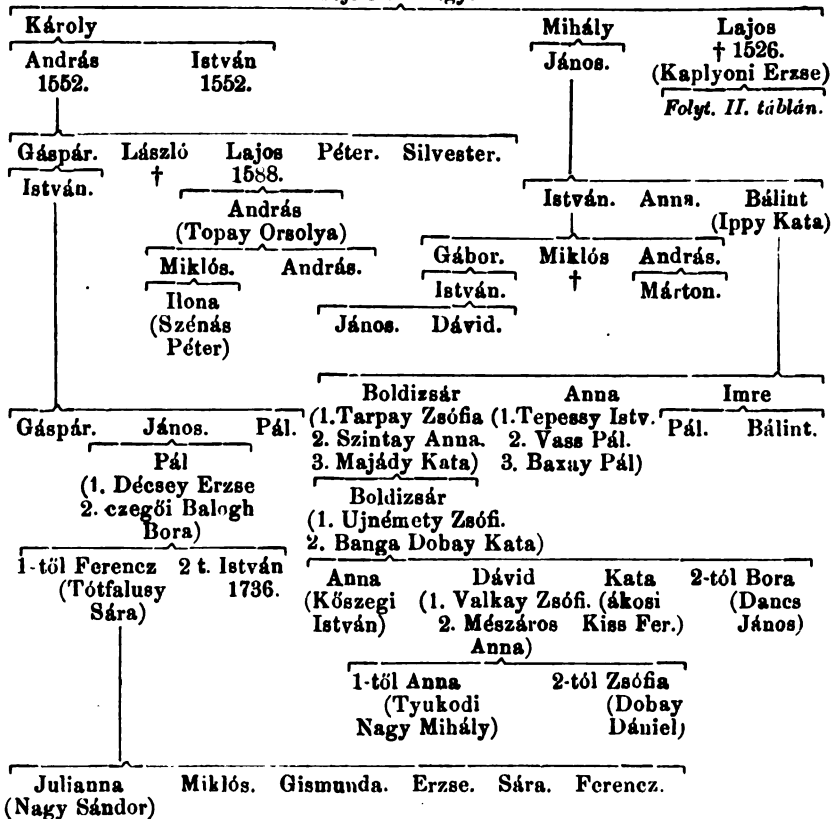 Károly Mihály Lajos
András István János. † 1526.
1552. 1552. (Kaplyoni Erzse)
Folyt. II. táblán.
Gáspár. László Lajos Péter. Silvester.
† 1588.
István. István. Anna. Bálint
András (Ippy Kata)
(Topay Orsolya)
Gábor. Miklós András.
Miklós. András. †
István. Márton.
Ilona
(Szénás János. Dávid.
Péter)
Boldizsár Anna Imre
Gáspár. János. Pál. (1. Tarpay Zsófia (1. Tepessy Istv. Pál. Bálint.
2. Szintay Anna. 2. Vass Pál.
Pál 3. Majády Kata) 3. Baxay Pál)
(1. Décsey Erzse
2. czegői Balogh Boldizsár
Bora) (1. Ujnémety Zsófi.
2. Banga Dobay Kata)
1-től Ferencz 2 t. István
(Tótfalusy 1736. Anna Dávid Kata 2-tól Bora
Sára) (Kőszegi (1. Valkay Zsófi. (ákosi (Dancs
István) 2. Mészáros Kiss Fer.) János)
Anna)
1-től Anna 2-tól Zsófia
(Tyukodi (Dobay
Nagy Mihály) Dániel)
Julianna Miklós. Gismunda. Erzse. Sára. Ferencz.
(Nagy Sándor)